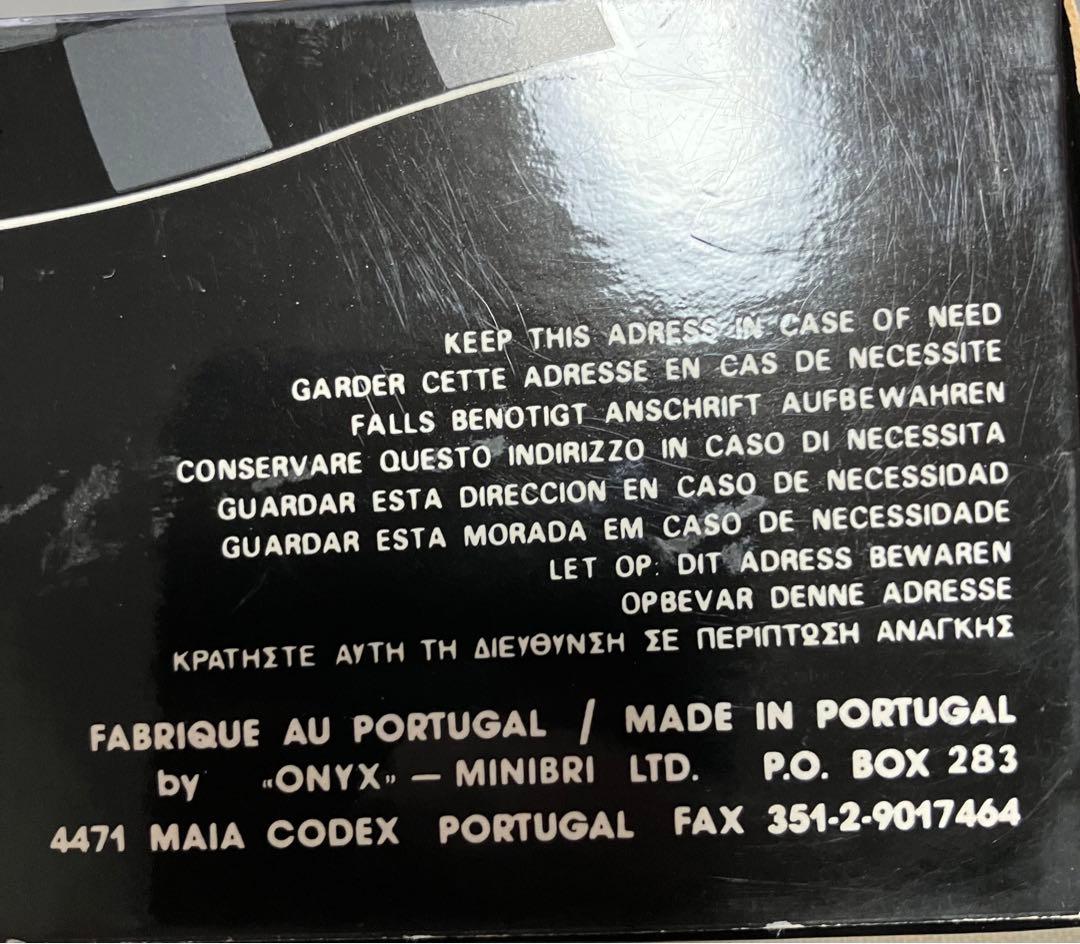 KEEP THIS ADRESS IN CASE OF NEED
GARDER CETTE ADRESSE EN CAS DE NECESSITE
FALLS BENOTIGT ANSCHRIFT AUFBEWAHREN
CONSERVARE QUESTO INDIRIZZO IN CASO DI NECESSITA
GUARDAR ESTA DIRECCION EN CASO DE NECESSIDAD
GUARDAR ESTA MORADA EM CASO DE NECESSIDADE
LET OP: DIT ADRESS BEWAREN
OPBEVAR DENNE ADRESSE
ΚΡΑΤΗΣΤΕ ΑΥΤΗ ΤΗ ΔΙΕΥΘΥΝΣΗ ΣΕ ΠΕΡΙΠΤΩΣΗ ΑΝΑΓΚΗΣ
FABRIQUE AU PORTUGAL / MADE IN PORTUGAL
by «ONYX» — MINIBRI LTD. P.O. BOX 283
4471 MAIA CODEX PORTUGAL FAX 351-2-9017464